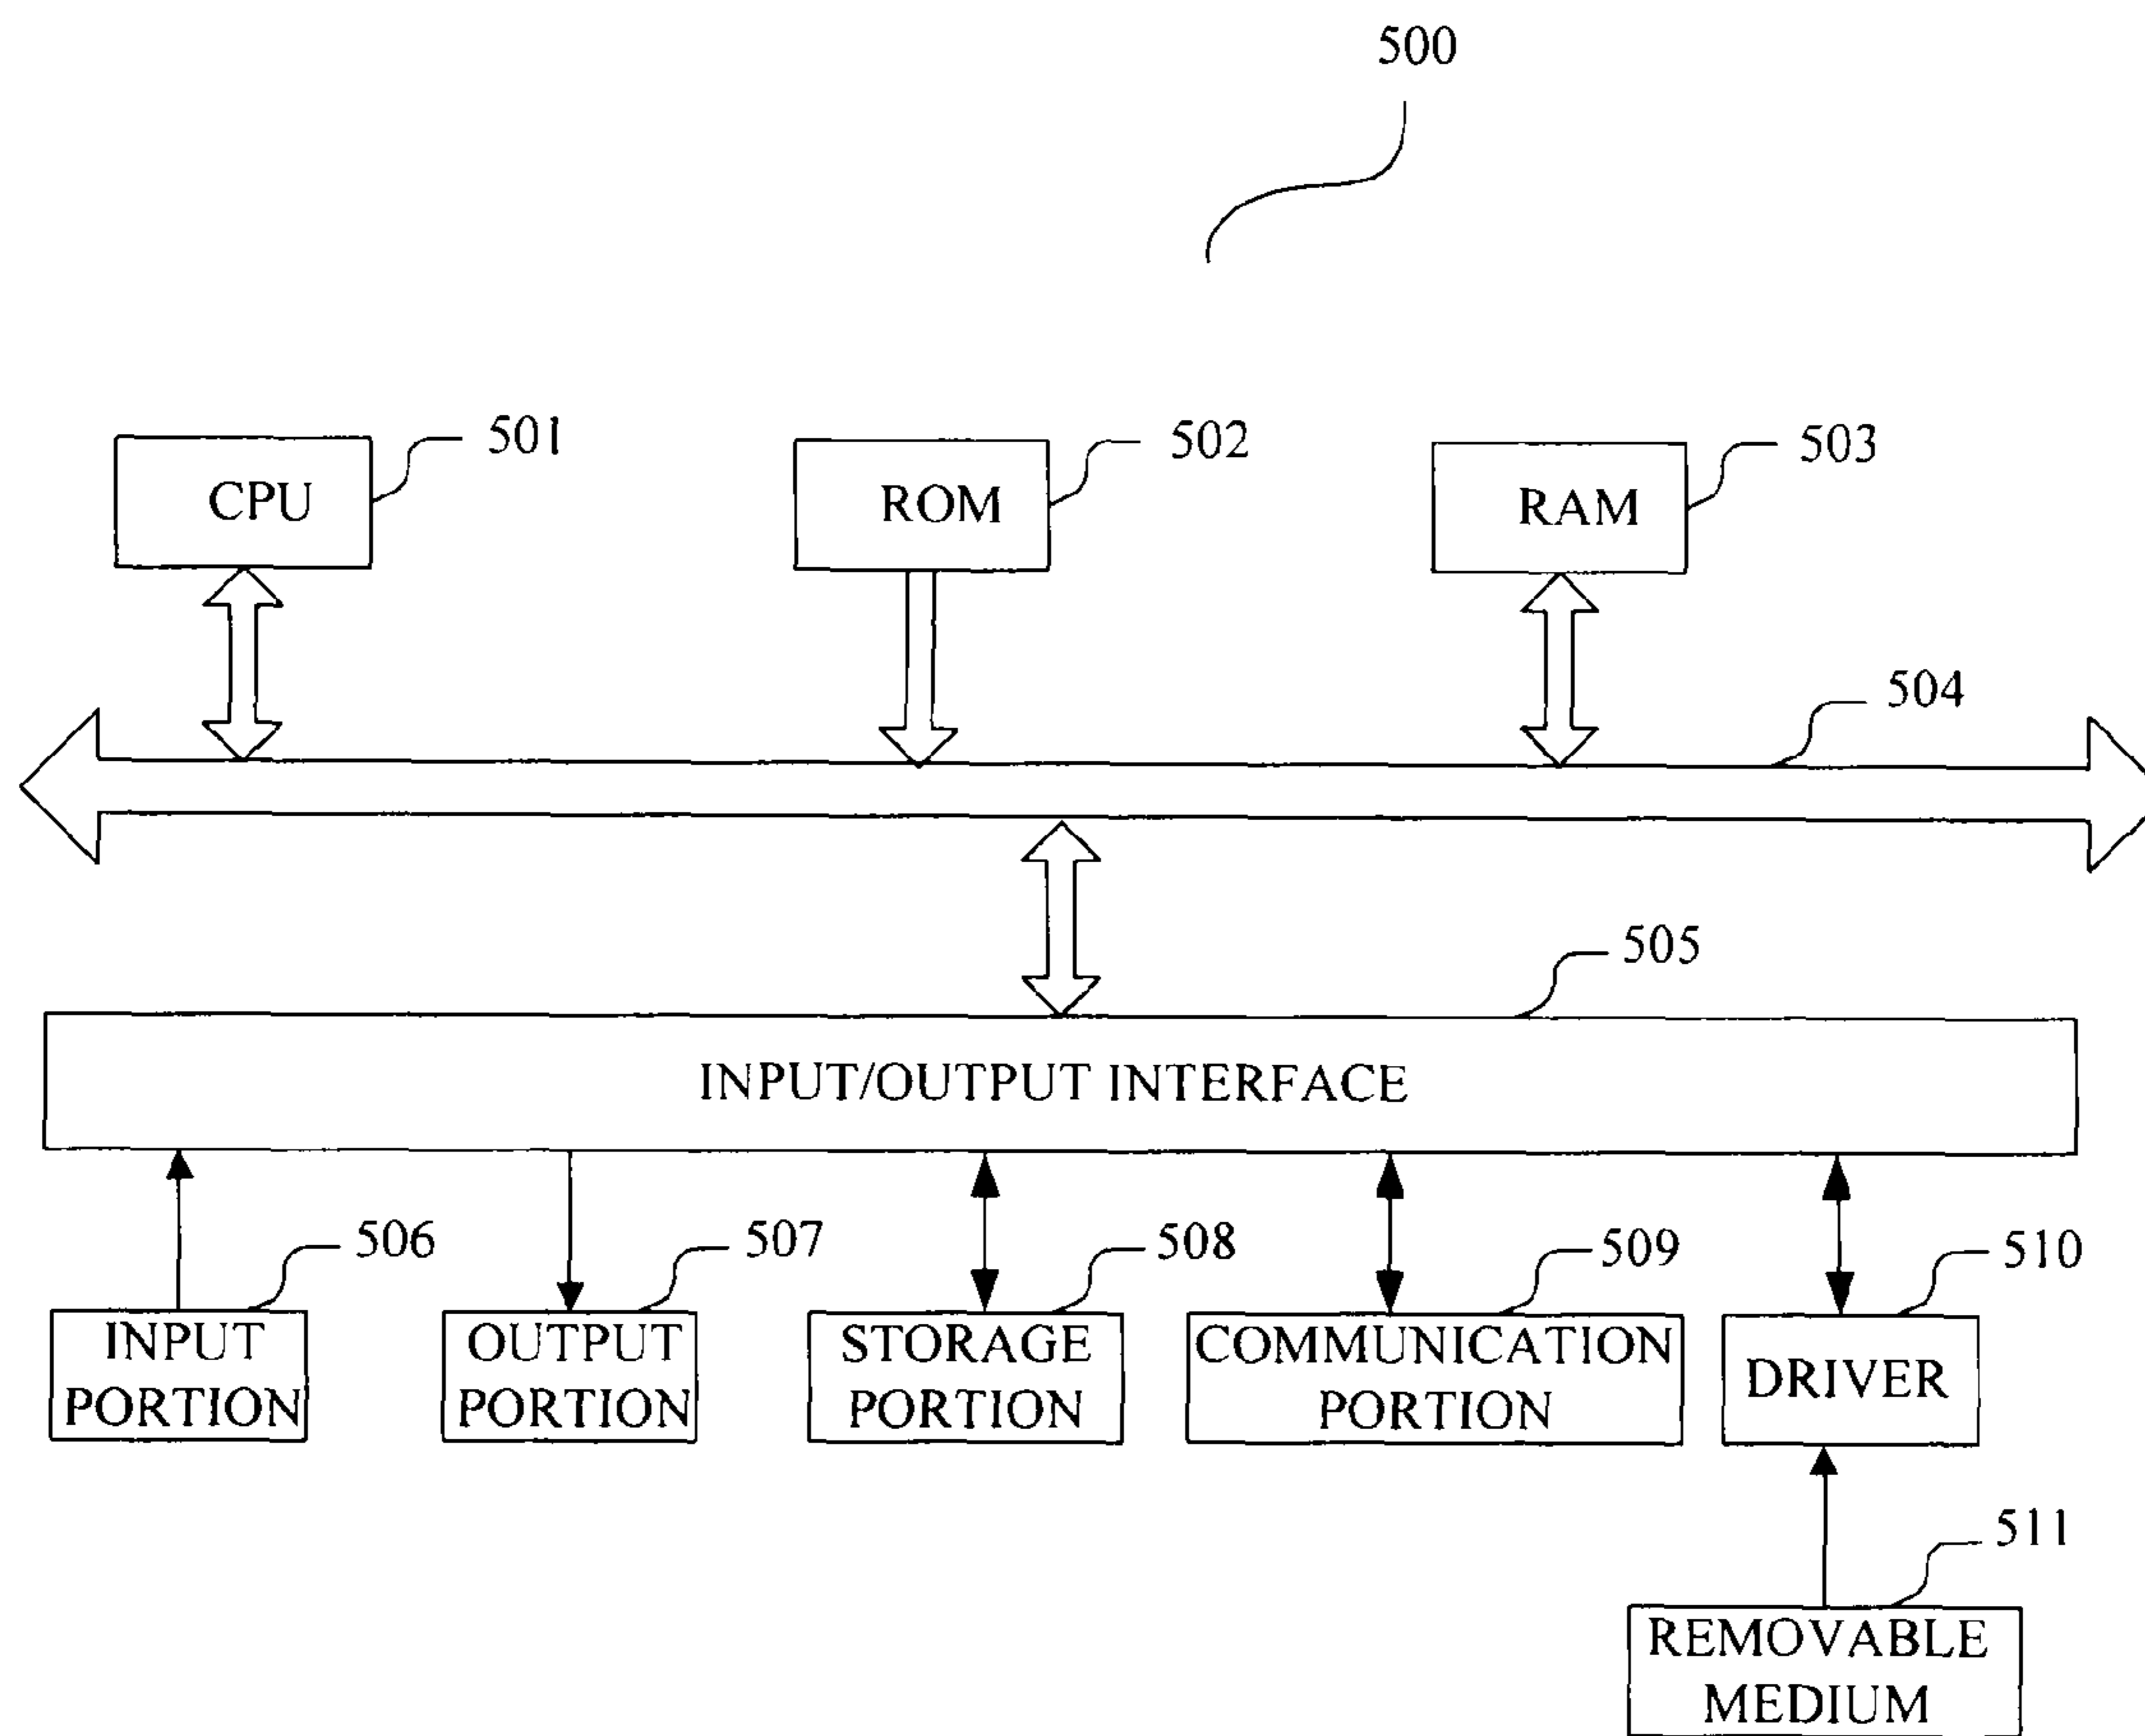 500
CPU
501
ROM
502
RAM
503
504
505
INPUT/OUTPUT INTERFACE
506
507
508
509
510
INPUT
PORTION
OUTPUT
PORTION
STORAGE
PORTION
COMMUNICATION
PORTION
DRIVER
511
REMOVABLE
MEDIUM